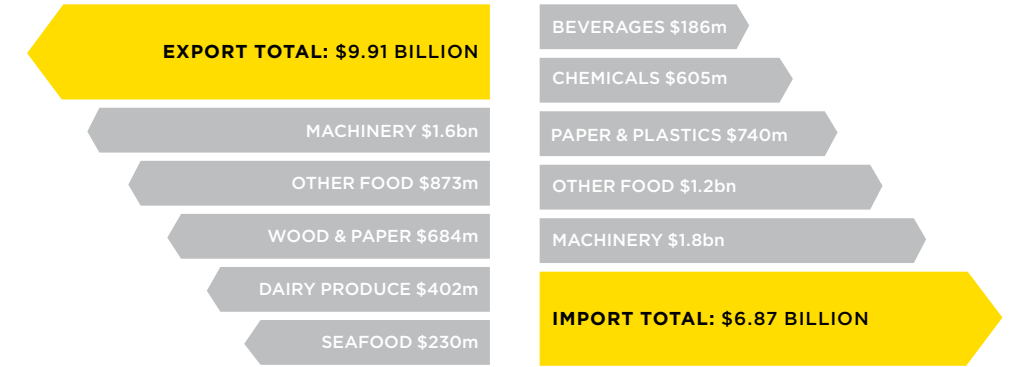 EXPORT TOTAL: $9.91 BILLION
MACHINERY $1.6bn
OTHER FOOD $873m
WOOD & PAPER $684m
DAIRY PRODUCE $402m
SEAFOOD $230m
BEVERAGES $186m
CHEMICALS $605m
PAPER & PLASTICS $740m
OTHER FOOD $1.2bn
MACHINERY $1.8bn
IMPORT TOTAL: $6.87 BILLION